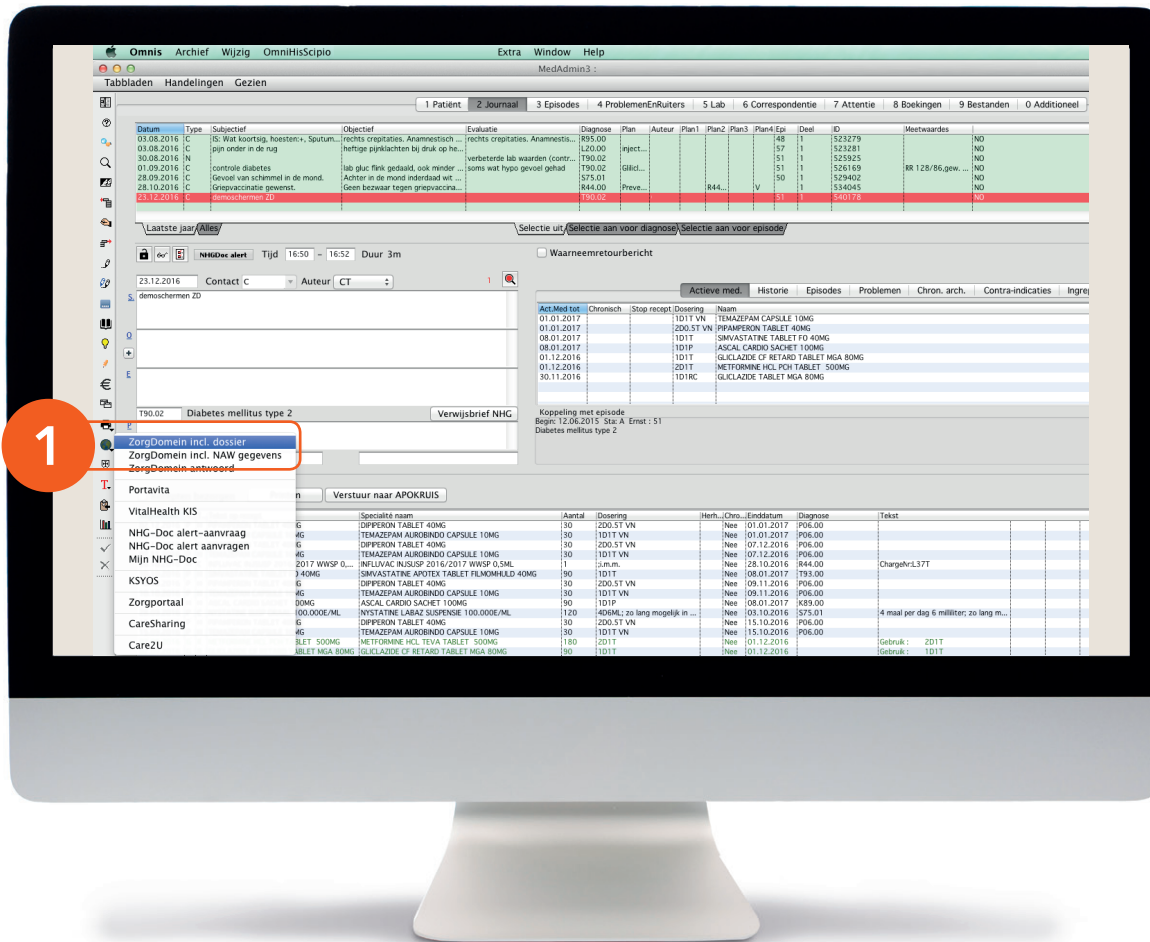 Omnis Archief Wijzig OmniHisScipio Extra Window Help
MedAdmin3 :
Tabbladen Handelingen Gezien
1 Patiënt 2 Journaal 3 Episodes 4 ProblemenEnRuiters 5 Lab 6 Correspondentie 7 Attentie 8 Boekingen 9 Bestanden 0 Additioneel
Datum Type Subjectief Objectief Evaluatie Diagnose Plan Auteur Plan1 Plan2 Plan3 Plan4 Epi Deel ID Meetwaardes
03.08.2016 C IS: Wat koortsig, hoesten:+, Sputum... rechts crepitaties. Anamnestisch ... rechts crepitaties. Anamnestis... R95.00 48 1 523279 NO
03.08.2016 C pijn onder in de rug heftige pijnklachten bij druk op he... L20.00 inject... 57 1 523281 NO
30.08.2016 N verbeterde lab waarden (contr... T90.02 51 1 525925 NO
01.09.2016 C controle diabetes lab gluc flink gedaald, ook minder ... soms wat hypo gevoel gehad T90.02 Glilicl... 51 1 526169 RR 128/86,gew. ... NO
28.09.2016 C Gevoel van schimmel in de mond. Achter in de mond inderdaad wit ... S75.01 50 1 529402 NO
28.10.2016 C Griepvaccinatie gewenst. Geen bezwaar tegen griepvaccina... R44.00 Preve... R44... V 1 534045 NO
23.12.2016 C demoschermen ZD T90.02 51 1 540178 NO
Laatste jaar Alles Selectie uit Selectie aan voor diagnose Selectie aan voor episode
NHGDoc alert Tijd 16:50 – 16:52 Duur 3m Waarneemretourbericht
23.12.2016 Contact C Auteur CT 1
Actieve med. Historie Episodes Problemen Chron. arch. Contra-indicaties Ingrep
S demoschermen ZD
Act.Med tot Chronisch Stop recept Dosering Naam
01.01.2017 1D1T VN TEMAZEPAM CAPSULE 10MG
01.01.2017 2D0.5T VN PIPAMPERON TABLET 40MG
08.01.2017 1D1T SIMVASTATINE TABLET FO 40MG
08.01.2017 1D1P ASCAL CARDIO SACHET 100MG
01.12.2016 1D1T GLICLAZIDE CF RETARD TABLET MGA 80MG
01.12.2016 2D1T METFORMINE HCL PCH TABLET 500MG
30.11.2016 1D1RC GLICLAZIDE TABLET MGA 80MG
O
+
E
T90.02 Diabetes mellitus type 2 Verwijsbrief NHG
Koppeling met episode
Begin: 12.06.2015 Sta: A Ernst : 51
Diabetes mellitus type 2
P
1
ZorgDomein incl. dossier
ZorgDomein incl. NAW gegevens
ZorgDomein antwoord
Portavita
VitalHealth KIS
NHG-Doc alert-aanvraag
NHG-Doc alert aanvragen
Mijn NHG-Doc
KSYOS
Zorgportaal
CareSharing
Care2U
n Verstuur naar APOKRUIS
Specialité naam Aantal Dosering Herh... Chro... Einddatum Diagnose Tekst
G DIPIPERON TABLET 40MG 30 2D0.5T VN Nee 01.01.2017 P06.00
MG TEMAZEPAM AUROBINDO CAPSULE 10MG 30 1D1T VN Nee 01.01.2017 P06.00
G DIPIPERON TABLET 40MG 30 2D0.5T VN Nee 07.12.2016 P06.00
MG TEMAZEPAM AUROBINDO CAPSULE 10MG 30 1D1T VN Nee 07.12.2016 P06.00
2017 WWSP 0,... INFLUVAC INJSUSP 2016/2017 WWSP 0,5ML 1 ;i.m.m. Nee 28.10.2016 R44.00 ChargeNr:L37T
O 40MG SIMVASTATINE APOTEX TABLET FILMOMHULD 40MG 90 1D1T Nee 08.01.2017 T93.00
G DIPIPERON TABLET 40MG 30 2D0.5T VN Nee 09.11.2016 P06.00
MG TEMAZEPAM AUROBINDO CAPSULE 10MG 30 1D1T VN Nee 09.11.2016 P06.00
00MG ASCAL CARDIO SACHET 100MG 90 1D1P Nee 08.01.2017 K89.00
100.000E/ML NYSTATINE LABAZ SUSPENSIE 100.000E/ML 120 4D6ML; zo lang mogelijk in ... Nee 03.10.2016 S75.01 4 maal per dag 6 milliliter; zo lang m...
G DIPIPERON TABLET 40MG 30 2D0.5T VN Nee 15.10.2016 P06.00
MG TEMAZEPAM AUROBINDO CAPSULE 10MG 30 1D1T VN Nee 15.10.2016 P06.00
BLET 500MG METFORMINE HCL TEVA TABLET 500MG 180 2D1T Nee 01.12.2016 Gebruik : 2D1T
ABLET MGA 80MG GLICLAZIDE CF RETARD TABLET MGA 80MG 90 1D1T Nee 01.12.2016 Gebruik : 1D1T